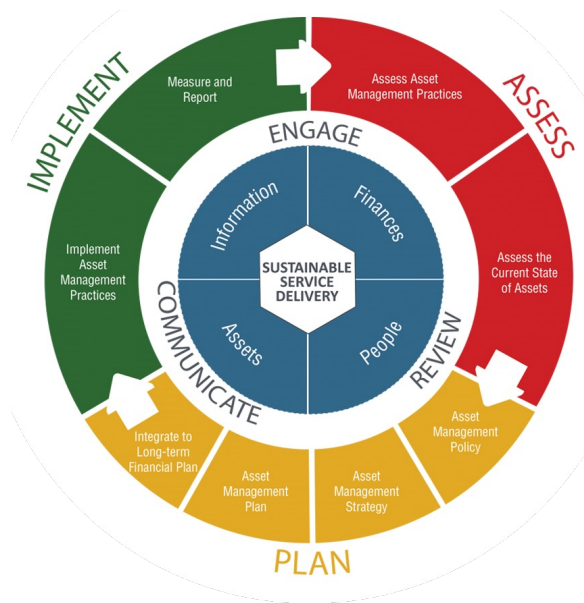 IMPLEMENT
ASSESS
PLAN
Measure and
Report
Assess Asset
Management Practices
Assess the
Current State
of Assets
Asset
Management
Policy
Asset
Management
Strategy
Asset
Management
Plan
Integrate to
Long-term
Financial Plan
Implement
Asset
Management
Practices
ENGAGE
REVIEW
COMMUNICATE
Information
Finances
People
Assets
SUSTAINABLE
SERVICE
DELIVERY